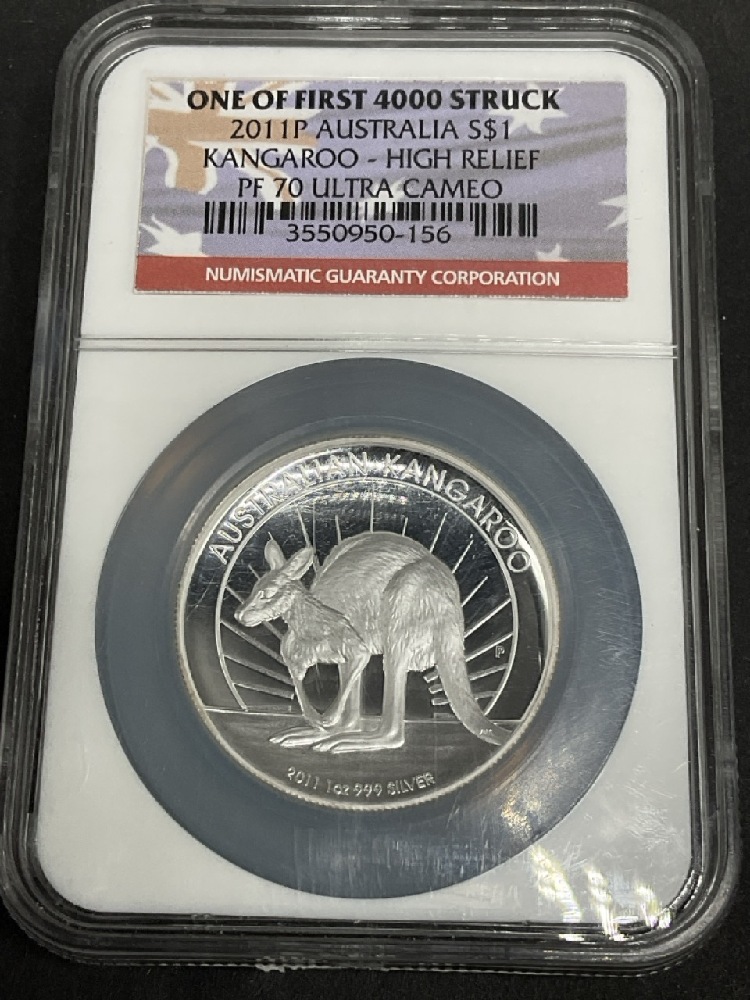 ONE OF FIRST 4000 STRUCK
2011P AUSTRALIA S$1
KANGAROO - HIGH RELIEF
PF 70 ULTRA CAMEO
3550950-156
NUMISMATIC GUARANTY CORPORATION
AUSTRALIAN KANGAROO
P
2011 1oz 999 SILVER